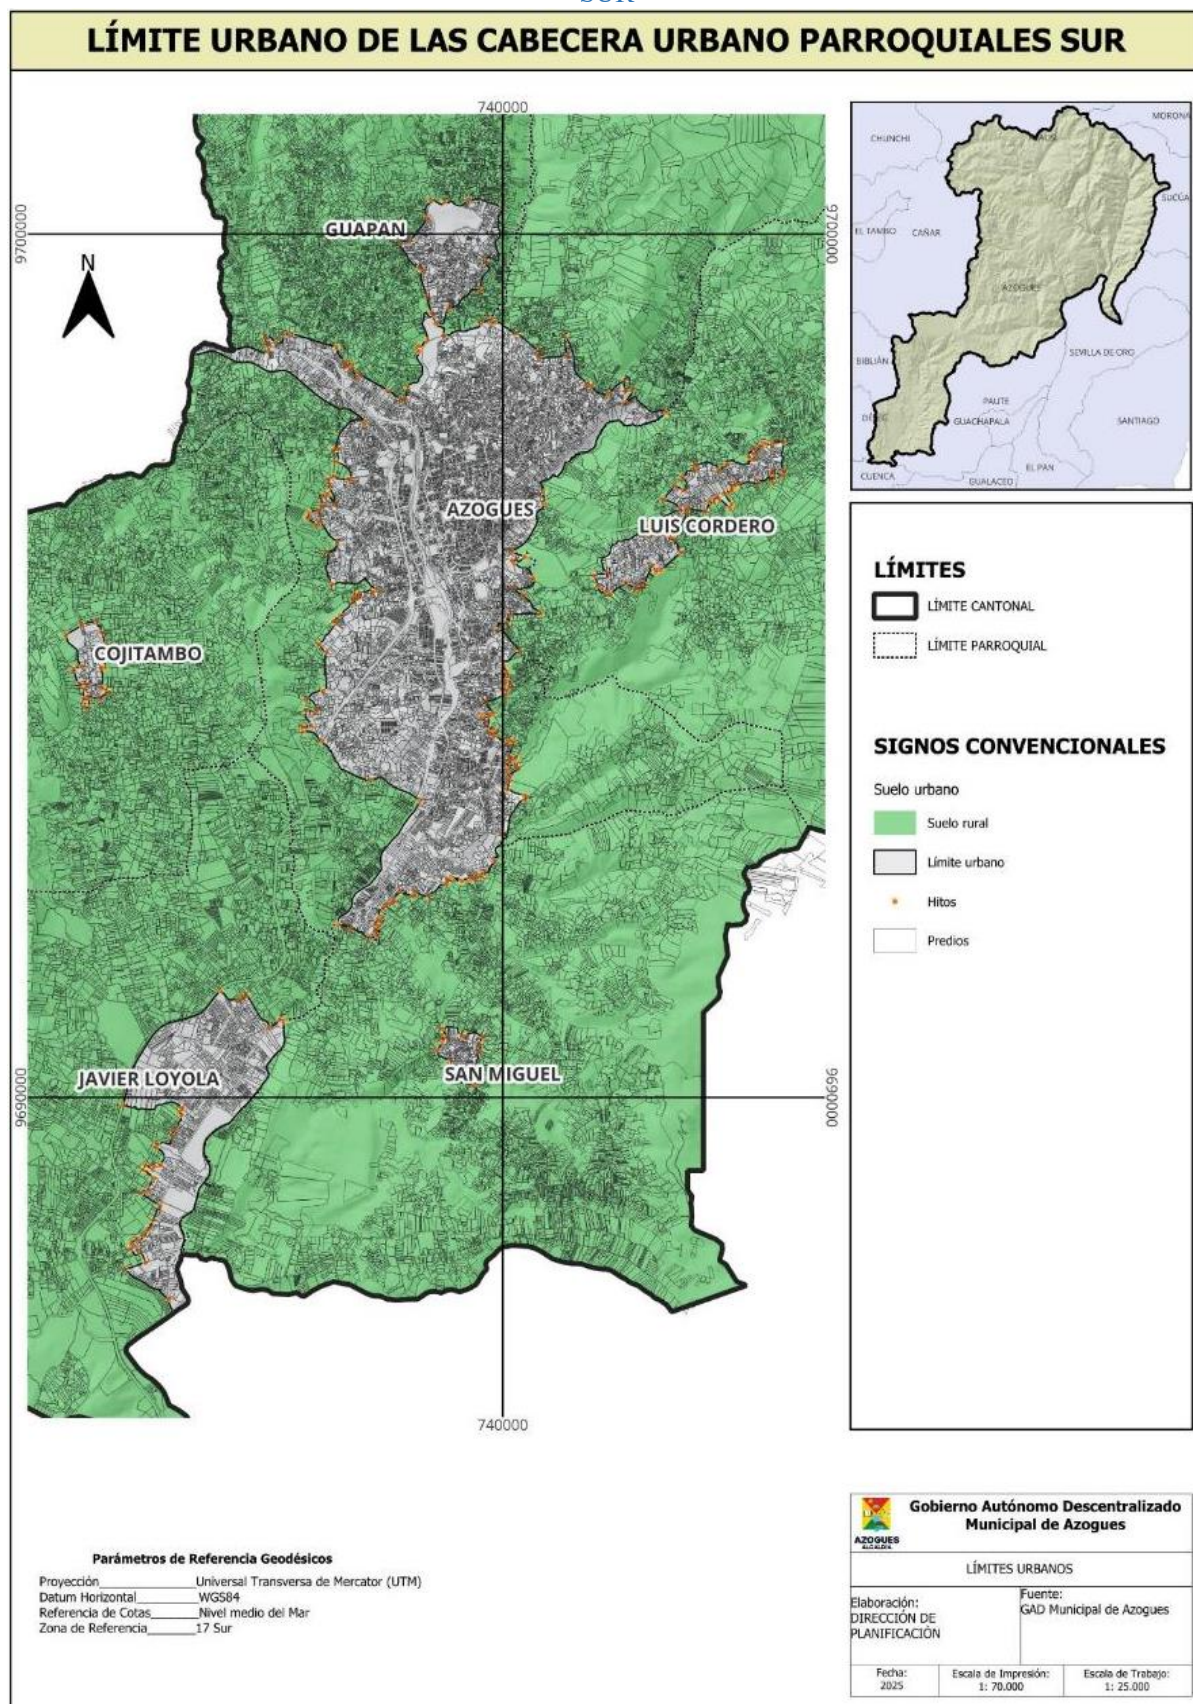 SUR
LÍMITE URBANO DE LAS CABECERA URBANO PARROQUIALES SUR
740000
9700000
9700000
N
GUAPAN
AZOGUES
LUIS CORDERO
COJITAMBO
JAVIER LOYOLA
SAN MIGUEL
9690000
9690000
740000
MORONA
CHUNCHI
SUCÚA
EL TAMBO
CAÑAR
AZOGUES
BIBLIÁN
SEVILLA DE ORO
PAUTE
GUACHAPALA
SANTIAGO
EL PAN
CUENCA
GUALACEO
LÍMITES
LÍMITE CANTONAL
LÍMITE PARROQUIAL
SIGNOS CONVENCIONALES
Suelo urbano
Suelo rural
Límite urbano
Hitos
Predios
Parámetros de Referencia Geodésicos
Proyección Universal Transversa de Mercator (UTM)
Datum Horizontal WGS84
Referencia de Cotas Nivel medio del Mar
Zona de Referencia 17 Sur
AZOGUES
ALCALDÍA
Gobierno Autónomo Descentralizado
Municipal de Azogues
LÍMITES URBANOS
Elaboración:
DIRECCIÓN DE
PLANIFICACIÓN
Fuente:
GAD Municipal de Azogues
Fecha:
2025
Escala de Impresión:
1: 70.000
Escala de Trabajo:
1: 25.000